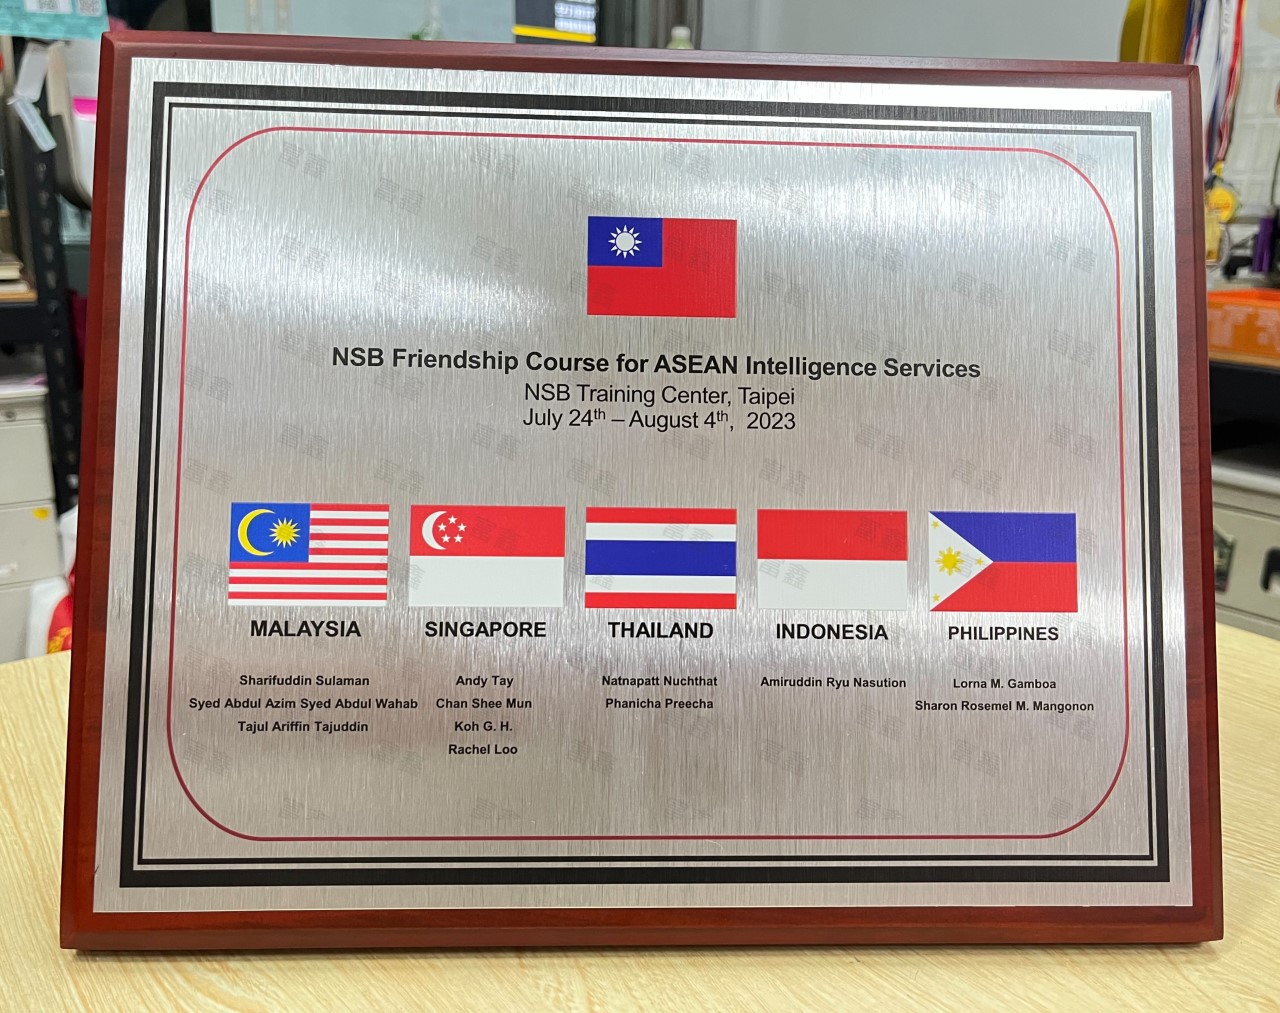 NSB Friendship Course for ASEAN Intelligence Services
NSB Training Center, Taipei
July 24th – August 4th, 2023
MALAYSIA
Sharifuddin Sulaman
Syed Abdul Azim Syed Abdul Wahab
Tajul Ariffin Tajuddin
SINGAPORE
Andy Tay
Chan Shee Mun
Koh G. H.
Rachel Loo
THAILAND
Natnapatt Nuchthat
Phanicha Preecha
INDONESIA
Amiruddin Ryu Nasution
PHILIPPINES
Lorna M. Gamboa
Sharon Rosemel M. Mangonon